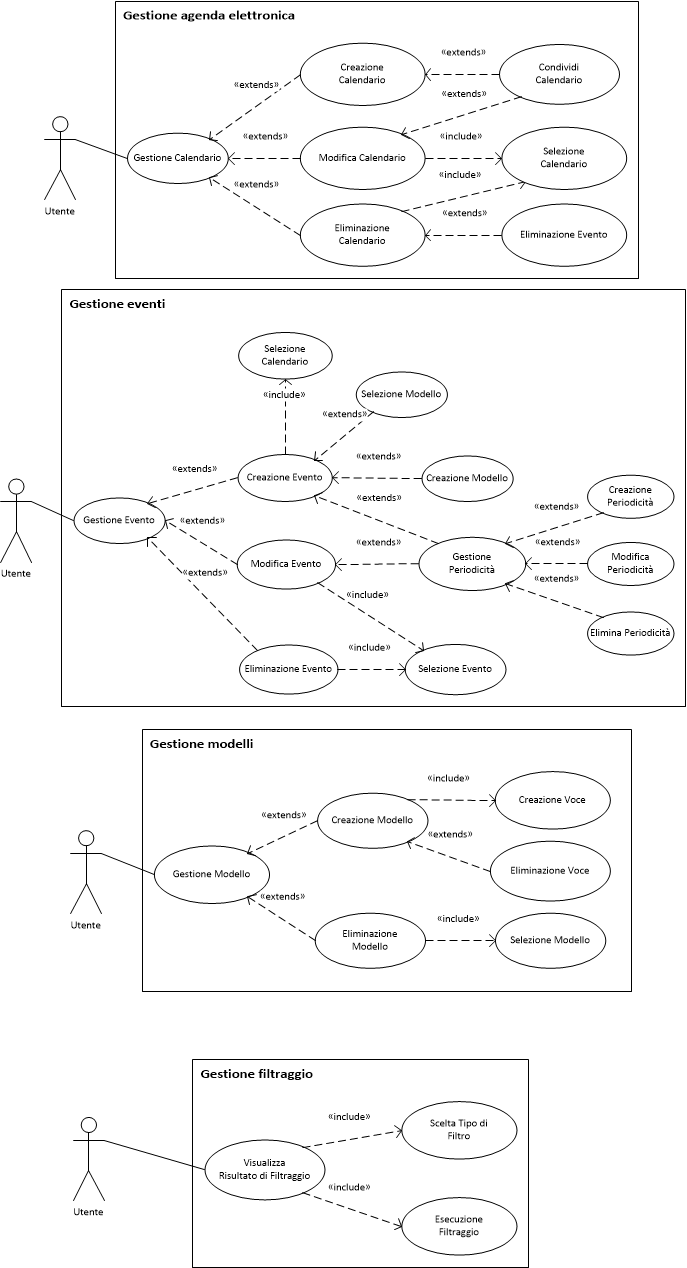 Gestione agenda elettronica
Creazione
Calendario
«extends»
Condividi
Calendario
«extends»
«extends»
Utente
Gestione Calendario
«extends»
Modifica Calendario
«include»
Selezione
Calendario
«extends»
«include»
Eliminazione
Calendario
«extends»
Eliminazione Evento
Gestione eventi
Selezione
Calendario
«include»
Selezione Modello
«extends»
«extends»
Creazione Evento
«extends»
Creazione Modello
«extends»
Creazione
Periodicità
«extends»
Utente
Gestione Evento
«extends»
Modifica Evento
«extends»
Gestione
Periodicità
«extends»
Modifica
Periodicità
«extends»
«extends»
«include»
Elimina Periodicità
Eliminazione Evento
«include»
Selezione Evento
Gestione modelli
«include»
Creazione Voce
«extends»
Creazione Modello
«extends»
Eliminazione Voce
Utente
Gestione Modello
«extends»
Eliminazione
Modello
«include»
Selezione Modello
Gestione filtraggio
«include»
Scelta Tipo di
Filtro
Utente
Visualizza
Risultato di Filtraggio
«include»
Esecuzione
Filtraggio